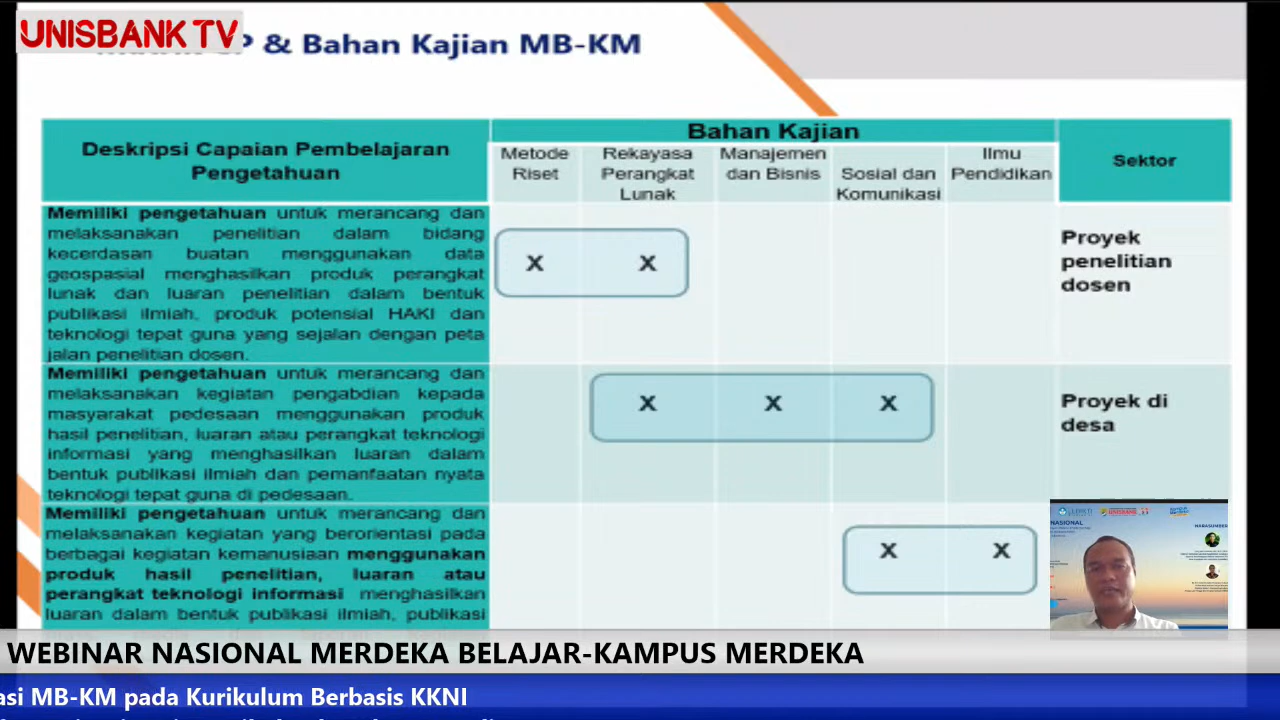 UNISBANK TV
& Bahan Kajian MB-KM
Deskripsi Capaian Pembelajaran
Pengetahuan
Bahan Kajian
Metode
Riset
Rekayasa
Perangkat
Lunak
Manajemen
dan Bisnis
Sosial dan
Komunikasi
Ilmu
Pendidikan
Sektor
Memiliki pengetahuan untuk merancang dan
melaksanakan penelitian dalam bidang
kecerdasan buatan menggunakan data
geospasial menghasilkan produk perangkat
lunak dan luaran penelitian dalam bentuk
publikasi ilmiah, produk potensial HAKI dan
teknologi tepat guna yang sejalan dengan peta
jalan penelitian dosen.
X X
Proyek
penelitian
dosen
Memiliki pengetahuan untuk merancang dan
melaksanakan kegiatan pengabdian kepada
masyarakat pedesaan menggunakan produk
hasil penelitian, luaran atau perangkat teknologi
informasi yang menghasilkan luaran dalam
bentuk publikasi ilmiah dan pemanfaatan nyata
teknologi tepat guna di pedesaan.
X X X
Proyek di
desa
Memiliki pengetahuan untuk merancang dan
melaksanakan kegiatan yang berorientasi pada
berbagai kegiatan kemanusiaan menggunakan
produk hasil penelitian, luaran atau
perangkat teknologi informasi menghasilkan
luaran dalam bentuk publikasi ilmiah, publikasi
X X
NASIONAL
UNISBANK
WEBINAR NASIONAL MERDEKA BELAJAR-KAMPUS MERDEKA
asi MB-KM pada Kurikulum Berbasis KKNI